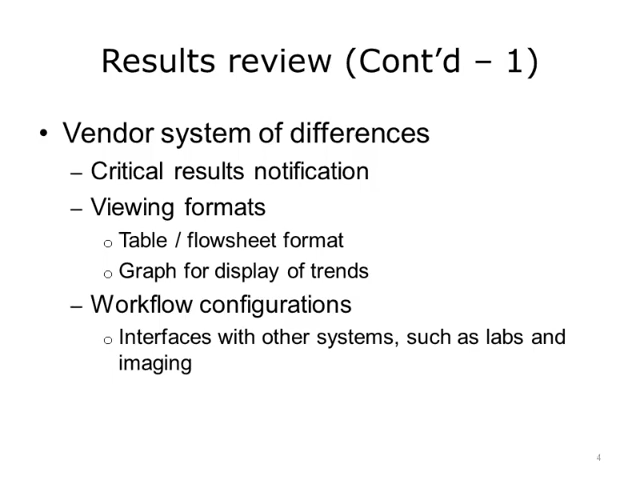 Results review (Cont’d – 1)
• Vendor system of differences
– Critical results notification
– Viewing formats
o Table / flowsheet format
o Graph for display of trends
– Workflow configurations
o Interfaces with other systems, such as labs and
imaging
4